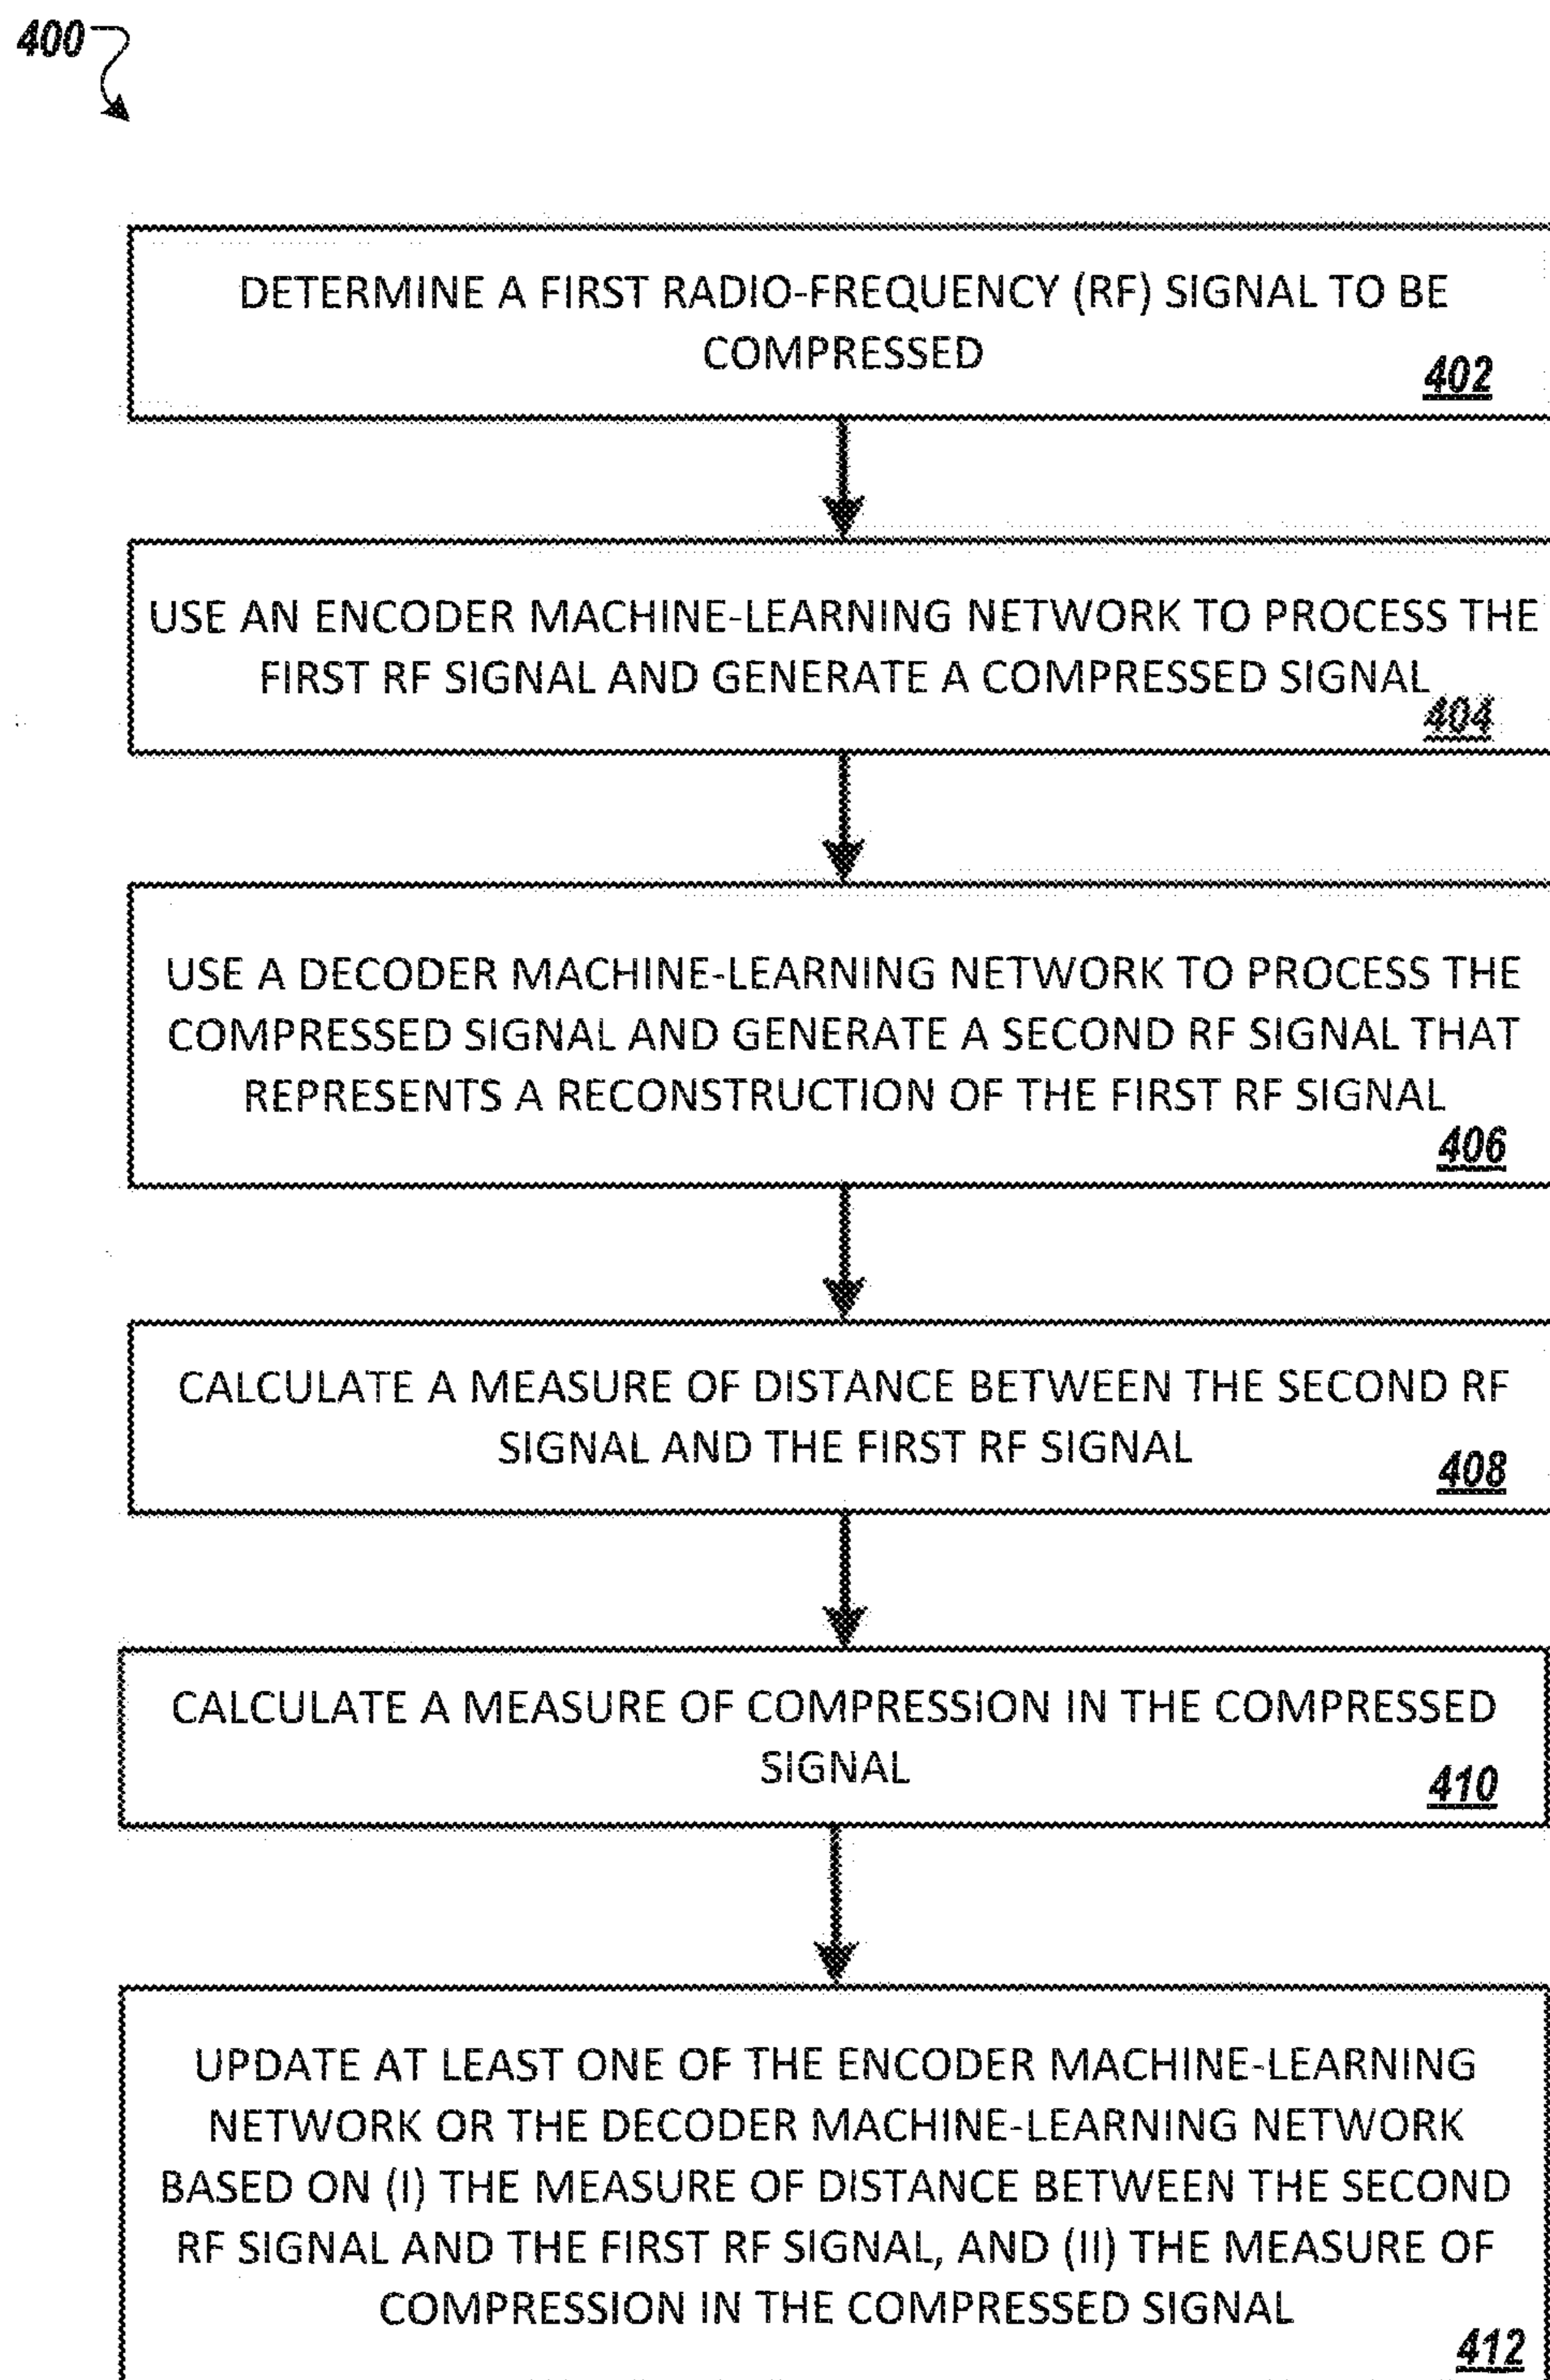 400
DETERMINE A FIRST RADIO-FREQUENCY (RF) SIGNAL TO BE
COMPRESSED
402
USE AN ENCODER MACHINE-LEARNING NETWORK TO PROCESS THE
FIRST RF SIGNAL AND GENERATE A COMPRESSED SIGNAL
404
USE A DECODER MACHINE-LEARNING NETWORK TO PROCESS THE
COMPRESSED SIGNAL AND GENERATE A SECOND RF SIGNAL THAT
REPRESENTS A RECONSTRUCTION OF THE FIRST RF SIGNAL
406
CALCULATE A MEASURE OF DISTANCE BETWEEN THE SECOND RF
SIGNAL AND THE FIRST RF SIGNAL
408
CALCULATE A MEASURE OF COMPRESSION IN THE COMPRESSED
SIGNAL
410
UPDATE AT LEAST ONE OF THE ENCODER MACHINE-LEARNING
NETWORK OR THE DECODER MACHINE-LEARNING NETWORK
BASED ON (I) THE MEASURE OF DISTANCE BETWEEN THE SECOND
RF SIGNAL AND THE FIRST RF SIGNAL, AND (II) THE MEASURE OF
COMPRESSION IN THE COMPRESSED SIGNAL
412